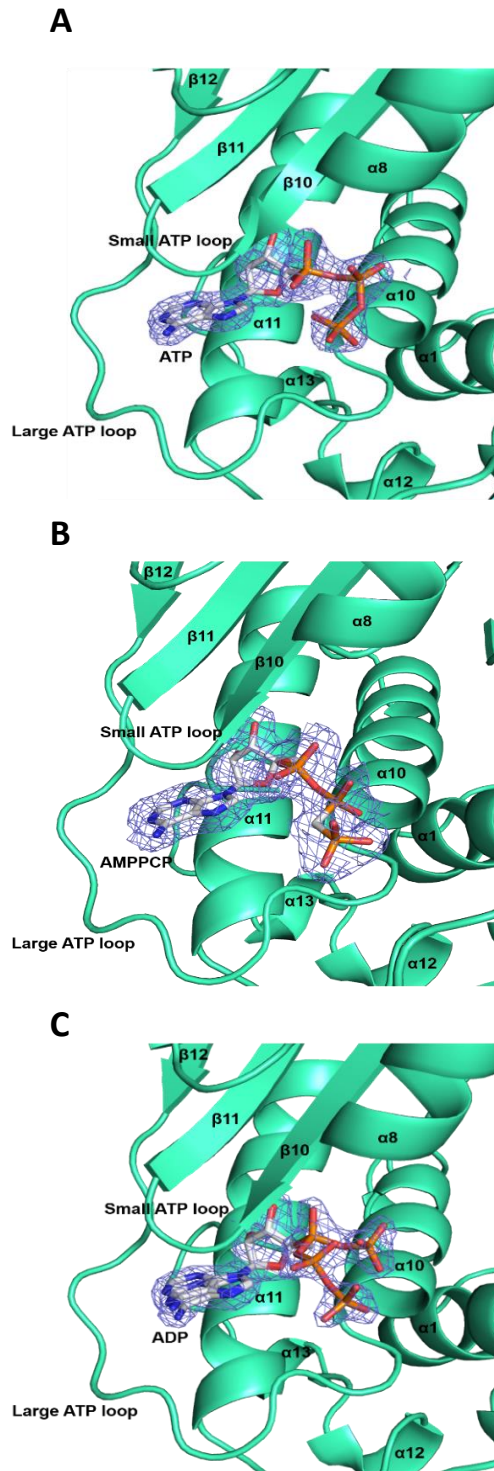 A
β12
β11
β10
α8
Small ATP loop
α10
α11
ATP
α1
α13
Large ATP loop
α12
B
β12
β11
β10
α8
Small ATP loop
α10
α11
α1
AMPPCP
α13
Large ATP loop
α12
C
β12
β11
β10
α8
Small ATP loop
α10
α11
α1
ADP
α13
Large ATP loop
α12